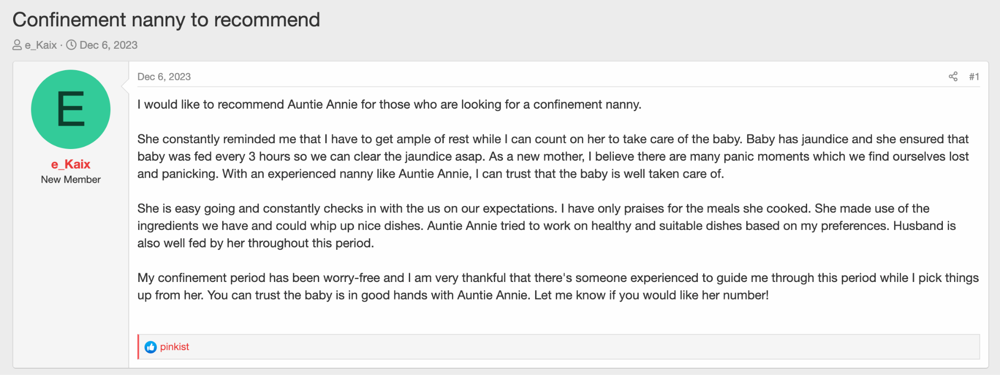 Confinement nanny to recommend
e_Kaix · Dec 6, 2023
E
e_Kaix
New Member
Dec 6, 2023
#1
I would like to recommend Auntie Annie for those who are looking for a confinement nanny.
She constantly reminded me that I have to get ample of rest while I can count on her to take care of the baby. Baby has jaundice and she ensured that
baby was fed every 3 hours so we can clear the jaundice asap. As a new mother, I believe there are many panic moments which we find ourselves lost
and panicking. With an experienced nanny like Auntie Annie, I can trust that the baby is well taken care of.
She is easy going and constantly checks in with the us on our expectations. I have only praises for the meals she cooked. She made use of the
ingredients we have and could whip up nice dishes. Auntie Annie tried to work on healthy and suitable dishes based on my preferences. Husband is
also well fed by her throughout this period.
My confinement period has been worry-free and I am very thankful that there's someone experienced to guide me through this period while I pick things
up from her. You can trust the baby is in good hands with Auntie Annie. Let me know if you would like her number!
pinkist